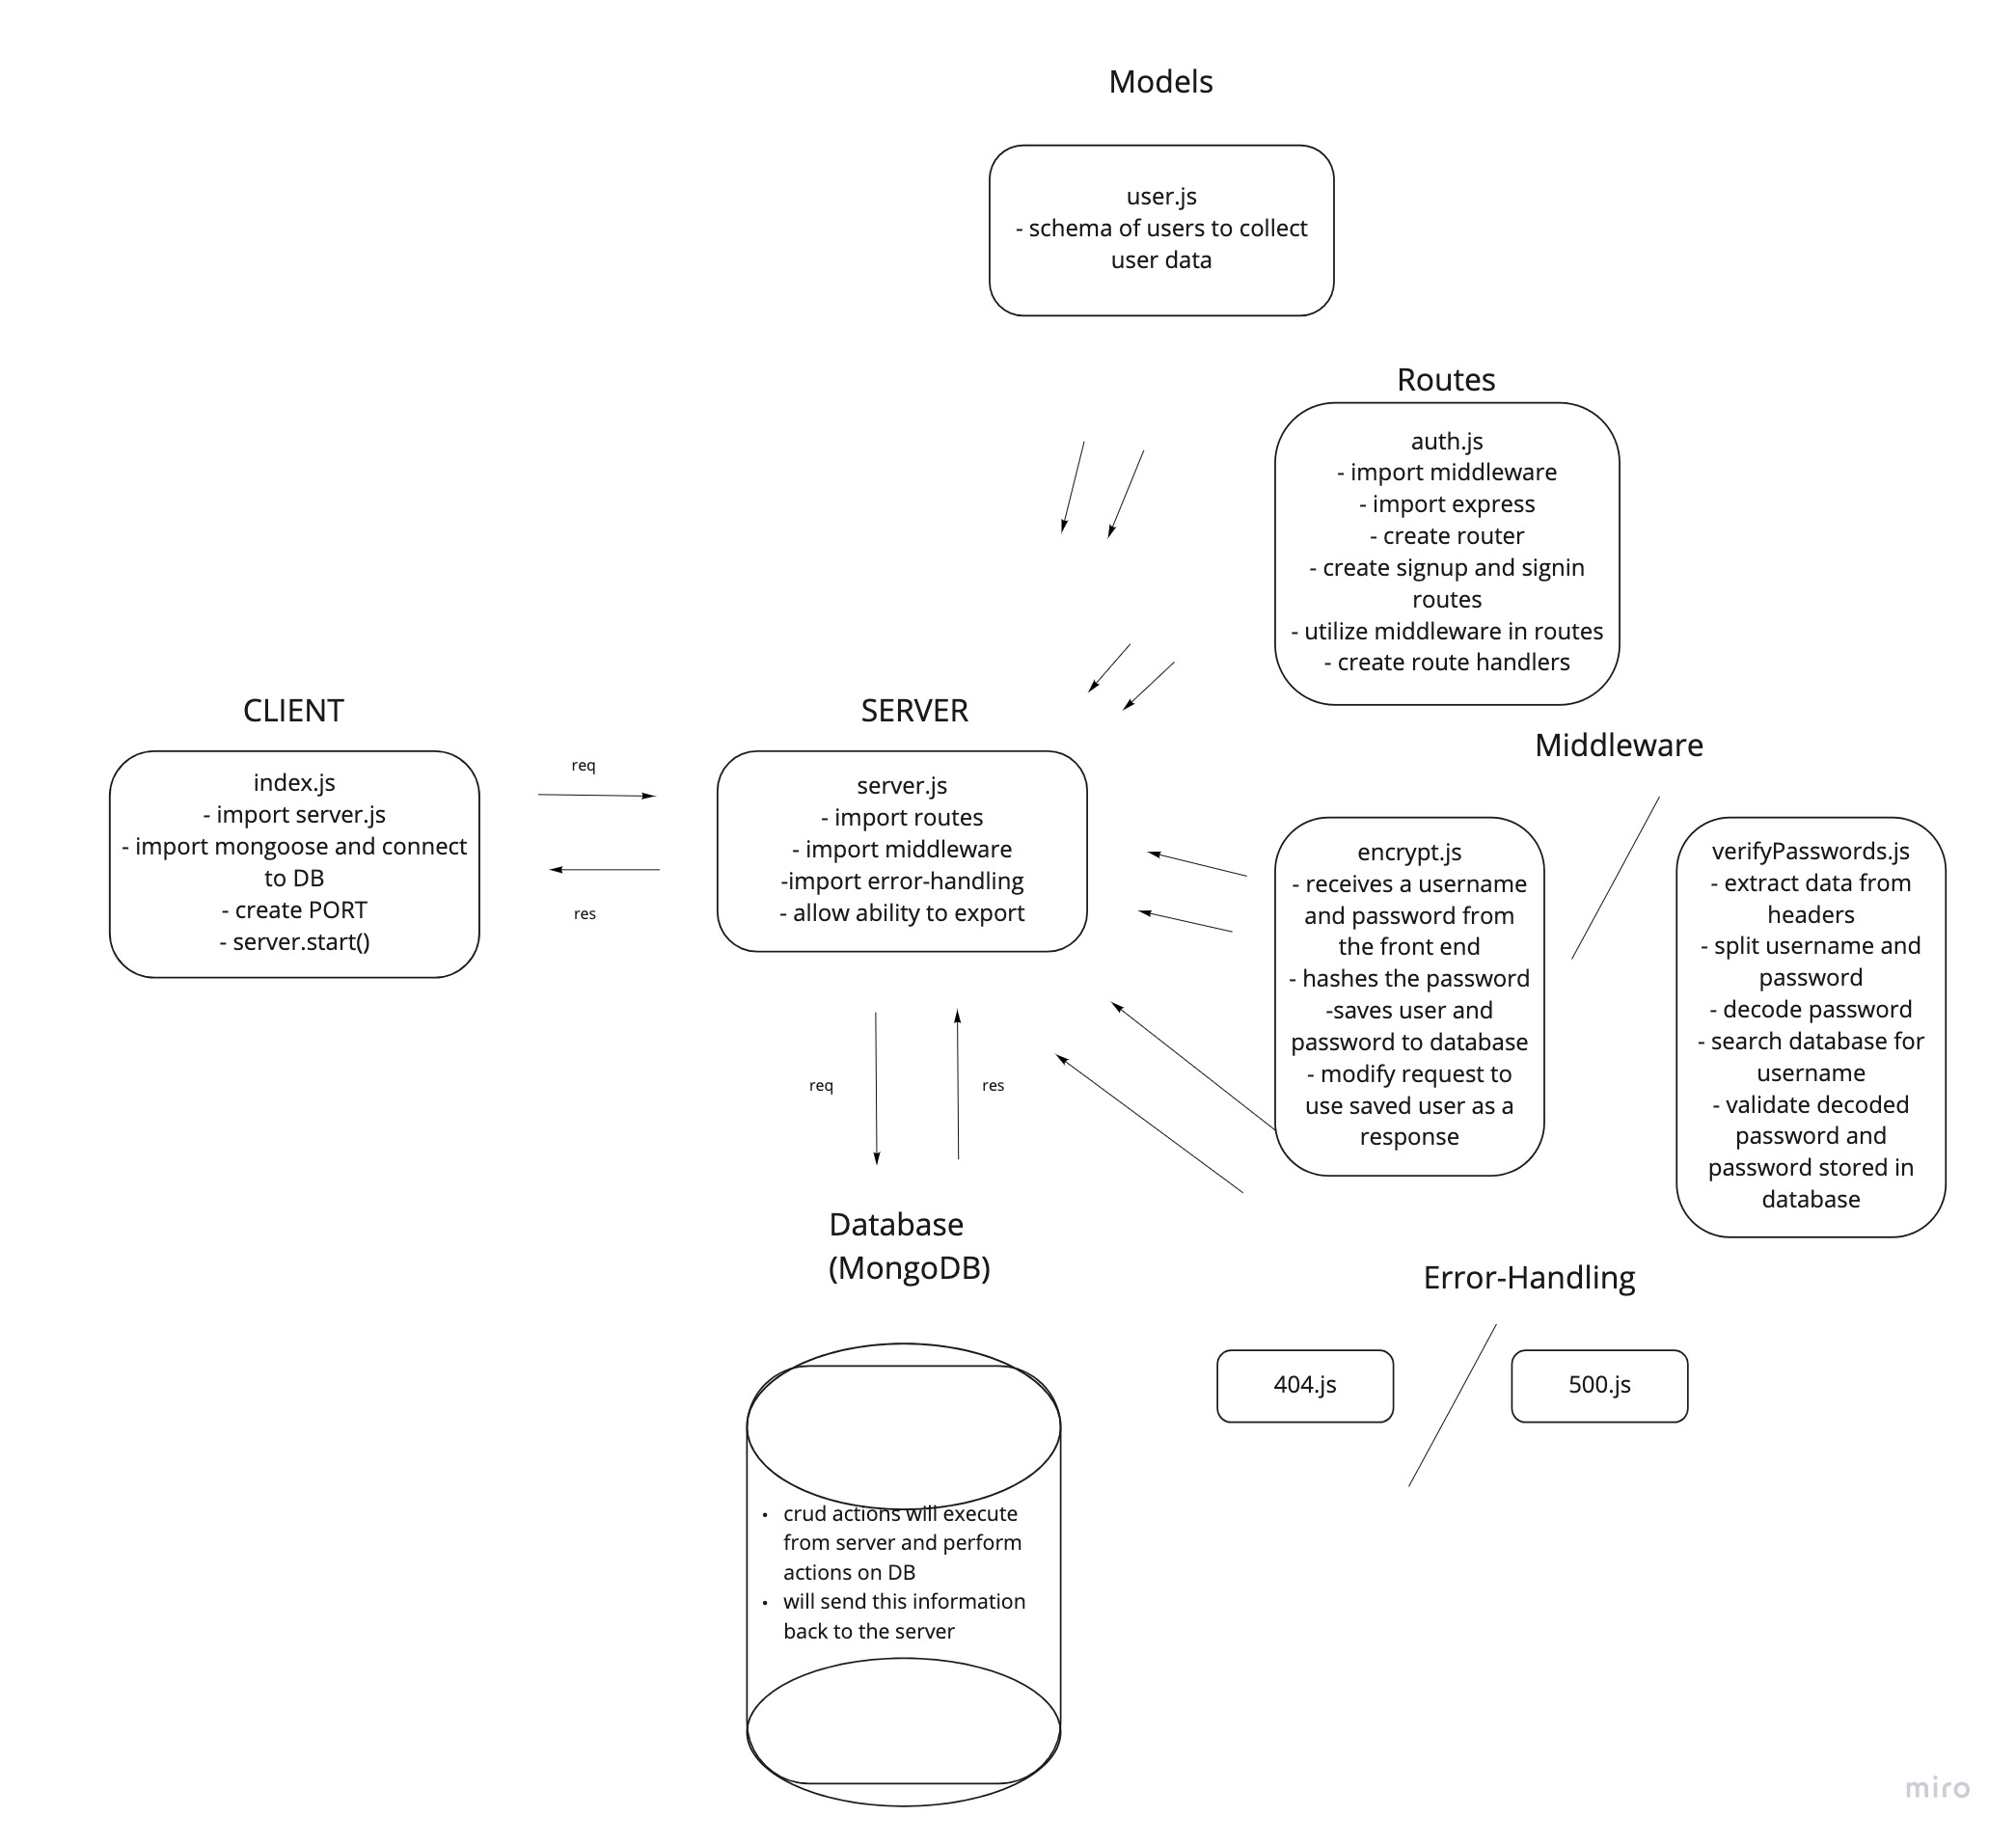 Models
user.js
- schema of users to collect
user data
Routes
auth.js
- import middleware
- import express
- create router
- create signup and signin
routes
- utilize middleware in routes
- create route handlers
CLIENT
index.js
- import server.js
- import mongoose and connect
to DB
- create PORT
- server.start()
req
res
SERVER
server.js
- import routes
- import middleware
-import error-handling
- allow ability to export
Middleware
encrypt.js
- receives a username
and password from
the front end
- hashes the password
-saves user and
password to database
- modify request to
use saved user as a
response
verifyPasswords.js
- extract data from
headers
- split username and
password
- decode password
- search database for
username
- validate decoded
password and
password stored in
database
req
res
Database
(MongoDB)
• crud actions will execute
from server and perform
actions on DB
• will send this information
back to the server
Error-Handling
404.js
500.js
miro